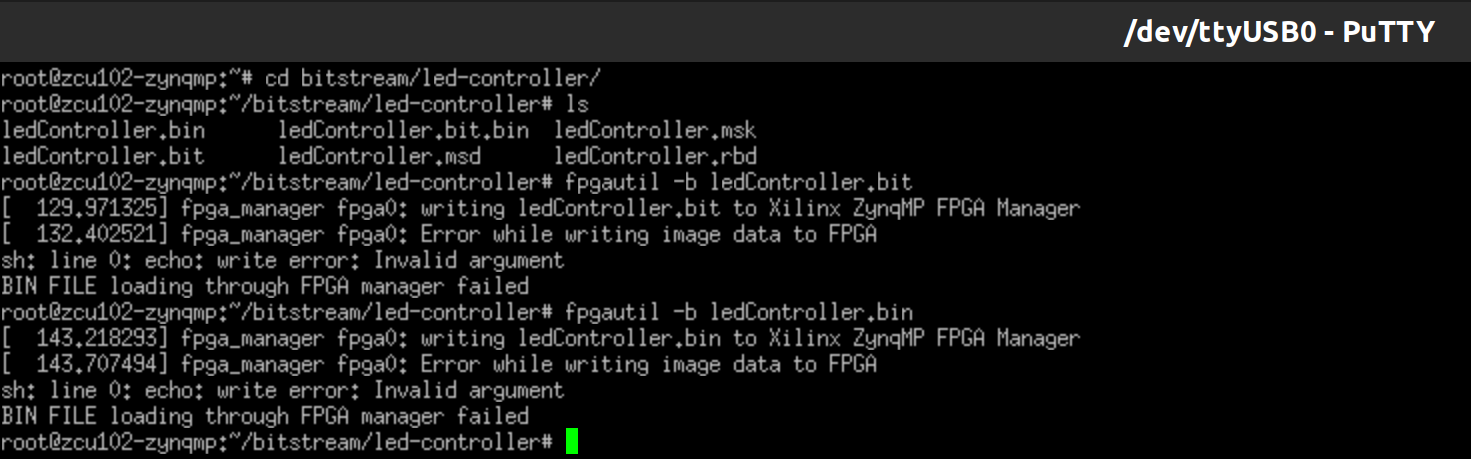 /dev/ttyUSB0 - PuTTY
root@zcu102-zynqmp:~# cd bitstream/led-controller/
root@zcu102-zynqmp:~/bitstream/led-controller# ls
ledController.bin      ledController.bit.bin  ledController.msk
ledController.bit      ledController.msd      ledController.rbd
root@zcu102-zynqmp:~/bitstream/led-controller# fpgautil -b ledController.bit
[  129.971325] fpga_manager fpga0: writing ledController.bit to Xilinx ZynqMP FPGA Manager
[  132.402521] fpga_manager fpga0: Error while writing image data to FPGA
sh: line 0: echo: write error: Invalid argument
BIN FILE loading through FPGA manager failed
root@zcu102-zynqmp:~/bitstream/led-controller# fpgautil -b ledController.bin
[  143.218293] fpga_manager fpga0: writing ledController.bin to Xilinx ZynqMP FPGA Manager
[  143.707494] fpga_manager fpga0: Error while writing image data to FPGA
sh: line 0: echo: write error: Invalid argument
BIN FILE loading through FPGA manager failed
root@zcu102-zynqmp:~/bitstream/led-controller#